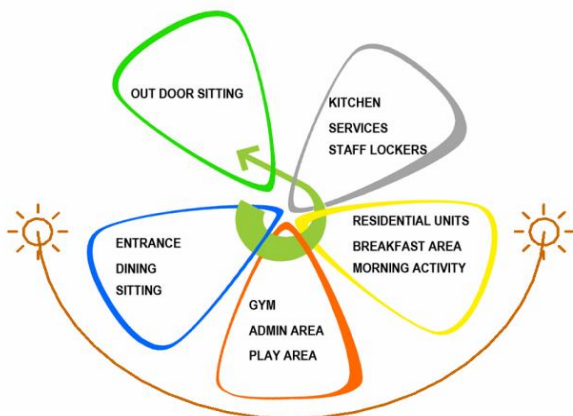 OUT DOOR SITTING
KITCHEN
SERVICES
STAFF LOCKERS
ENTRANCE
DINING
SITTING
RESIDENTIAL UNITS
BREAKFAST AREA
MORNING ACTIVITY
GYM
ADMIN AREA
PLAY AREA